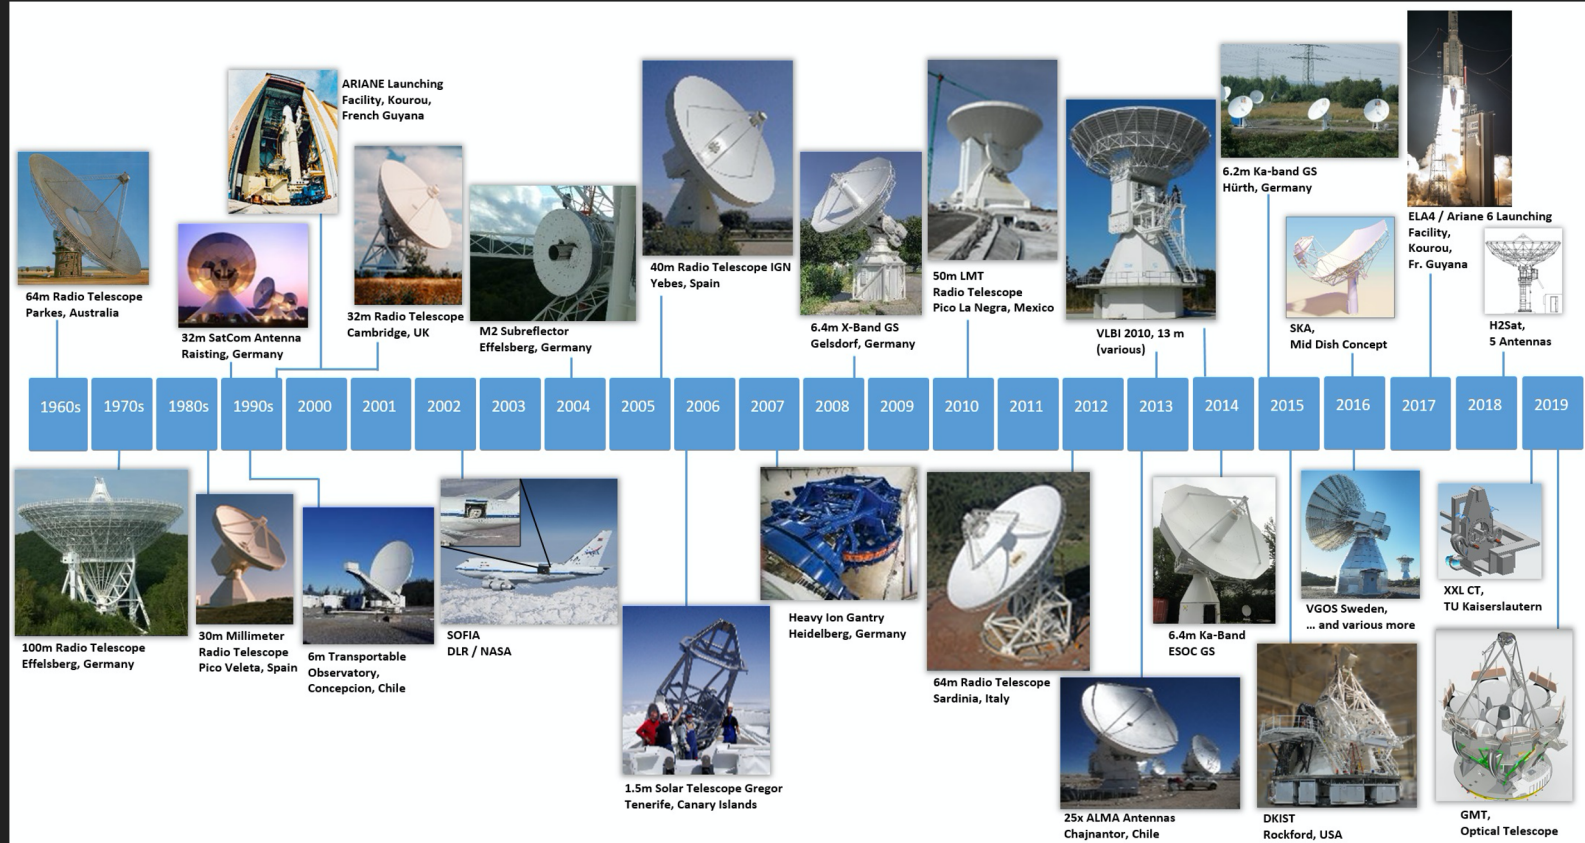 ARIANE Launching
Facility, Kourou,
French Guyana
64m Radio Telescope
Parkes, Australia
32m SatCom Antenna
Raisting, Germany
32m Radio Telescope
Cambridge, UK
M2 Subreflector
Effelsberg, Germany
40m Radio Telescope IGN
Yebes, Spain
6.4m X-Band GS
Gelsdorf, Germany
50m LMT
Radio Telescope
Pico La Negra, Mexico
VLBI 2010, 13 m
(various)
6.2m Ka-band GS
Hürth, Germany
SKA,
Mid Dish Concept
ELA4 / Ariane 6 Launching
Facility,
Kourou,
Fr. Guyana
H2Sat,
5 Antennas
1960s 1970s 1980s 1990s 2000 2001 2002 2003 2004 2005 2006 2007 2008 2009 2010 2011 2012 2013 2014 2015 2016 2017 2018 2019
100m Radio Telescope
Effelsberg, Germany
30m Millimeter
Radio Telescope
Pico Veleta, Spain
6m Transportable
Observatory,
Concepcion, Chile
NASA
SOFIA
DLR / NASA
1.5m Solar Telescope Gregor
Tenerife, Canary Islands
Heavy Ion Gantry
Heidelberg, Germany
64m Radio Telescope
Sardinia, Italy
25x ALMA Antennas
Chajnantor, Chile
6.4m Ka-Band
ESOC GS
DKIST
Rockford, USA
VGOS Sweden,
... and various more
XXL CT,
TU Kaiserslautern
GMT,
Optical Telescope